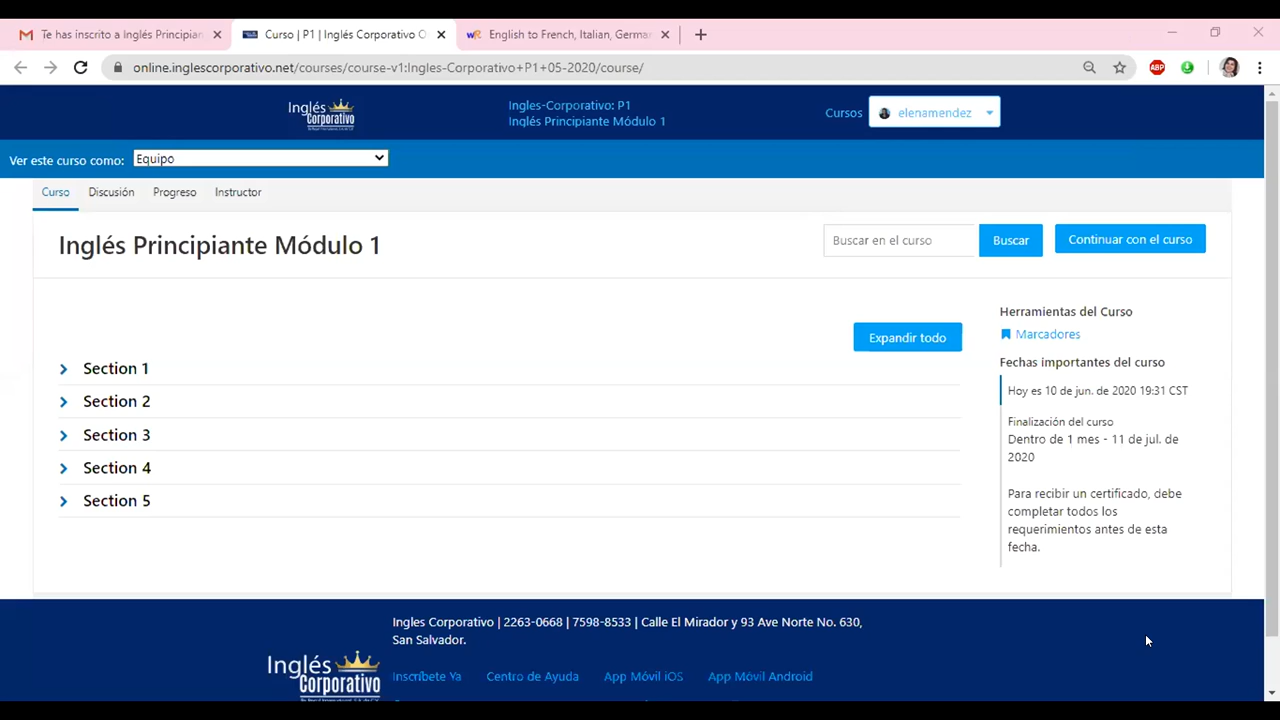 Te has inscrito a Inglés Principian
Curso | P1 | Inglés Corporativo O
wR English to French, Italian, Germa
online.inglescorporativo.net/courses/course-v1:Ingles-Corporativo+P1+05-2020/course/
ABP
Inglés
Corporativo
Ingles-Corporativo: P1
Inglés Principiante Módulo 1
Cursos
elenamendez
Ver este curso como:
Equipo
Curso
Discusión
Progreso
Instructor
Inglés Principiante Módulo 1
Buscar en el curso
Buscar
Continuar con el curso
Expandir todo
Section 1
Section 2
Section 3
Section 4
Section 5
Herramientas del Curso
Marcadores
Fechas importantes del curso
Hoy es 10 de jun. de 2020 19:31 CST
Finalización del curso
Dentro de 1 mes - 11 de jul. de
2020
Para recibir un certificado, debe
completar todos los
requerimientos antes de esta
fecha.
Ingles Corporativo | 2263-0668 | 7598-8533 | Calle El Mirador y 93 Ave Norte No. 630,
San Salvador.
Inglés
Corporativo
Inscríbete Ya
Centro de Ayuda
App Móvil iOS
App Móvil Android